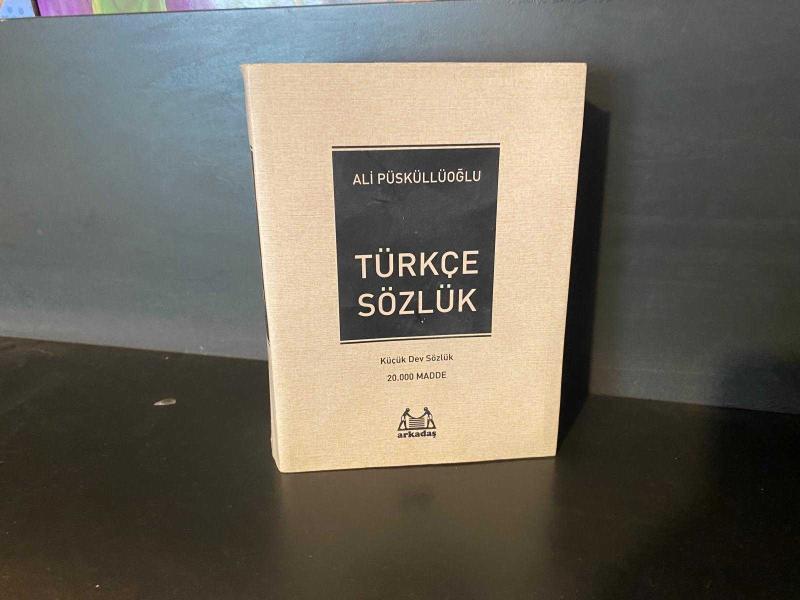 ALİ PÜSKÜLLÜOĞLU
TÜRKÇE
SÖZLÜK
Küçük Dev Sözlük
20.000 MADDE
arkadaş